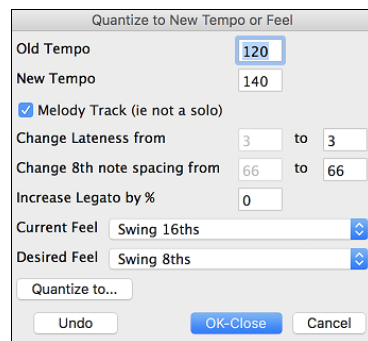 Quantize to New Tempo or Feel
Old Tempo 120
New Tempo 140
Melody Track (ie not a solo)
Change Lateness from 3 to 3
Change 8th note spacing from 66 to 66
Increase Legato by % 0
Current Feel Swing 16ths
Desired Feel Swing 8ths
Quantize to...
Undo OK-Close Cancel